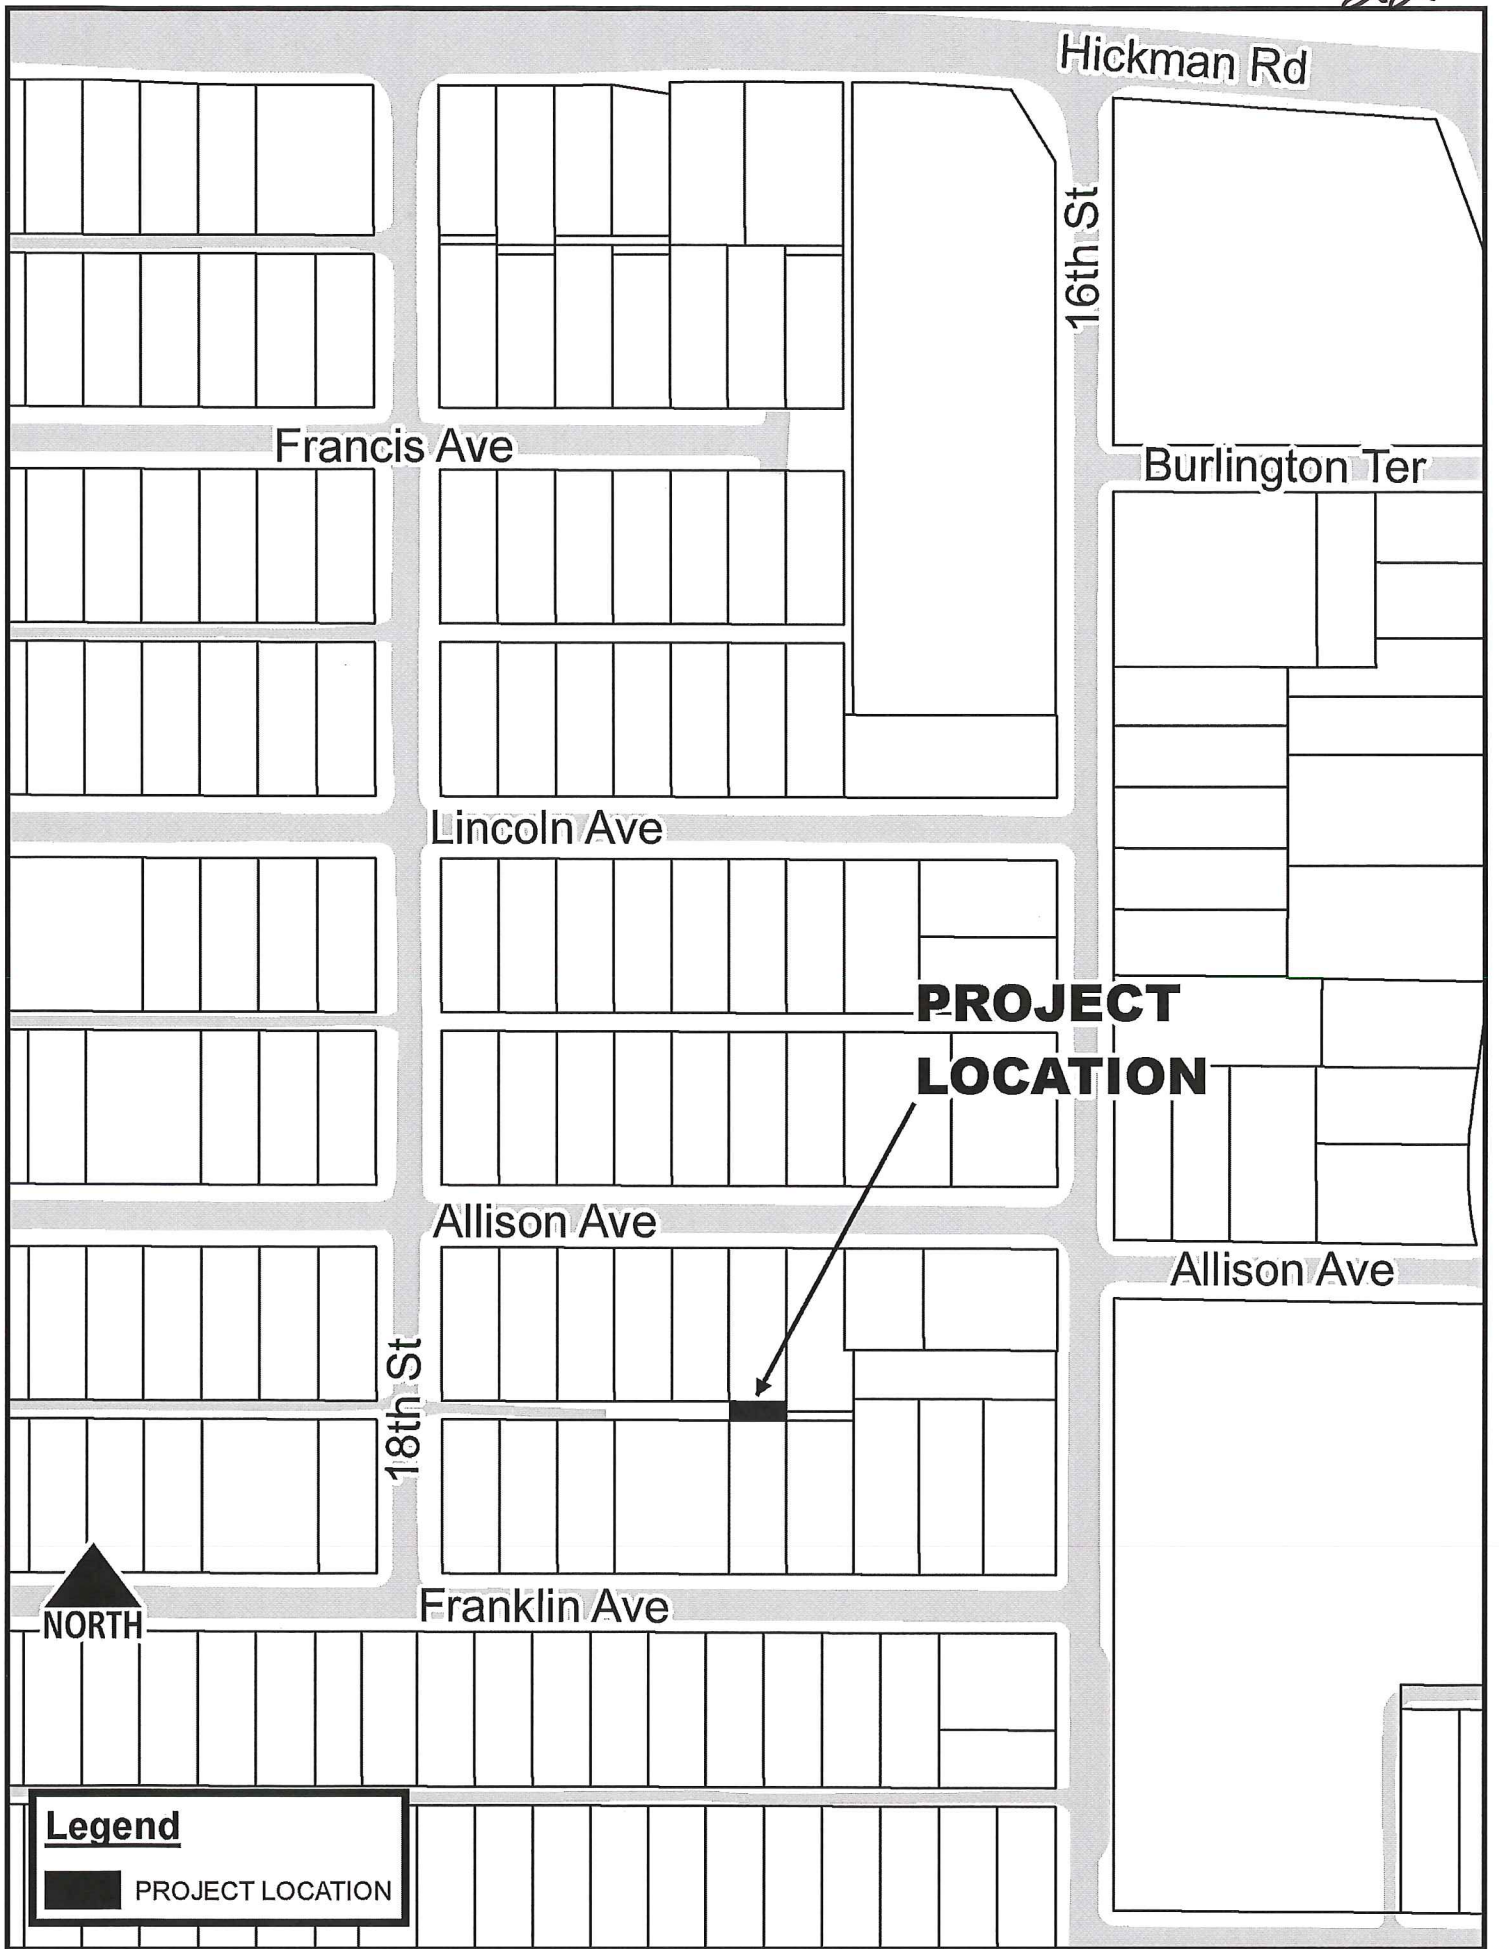 Hickman Rd
16th St
Francis Ave
Burlington Ter
Lincoln Ave
PROJECT
LOCATION
Allison Ave
Allison Ave
18th St
Franklin Ave
NORTH
Legend
PROJECT LOCATION